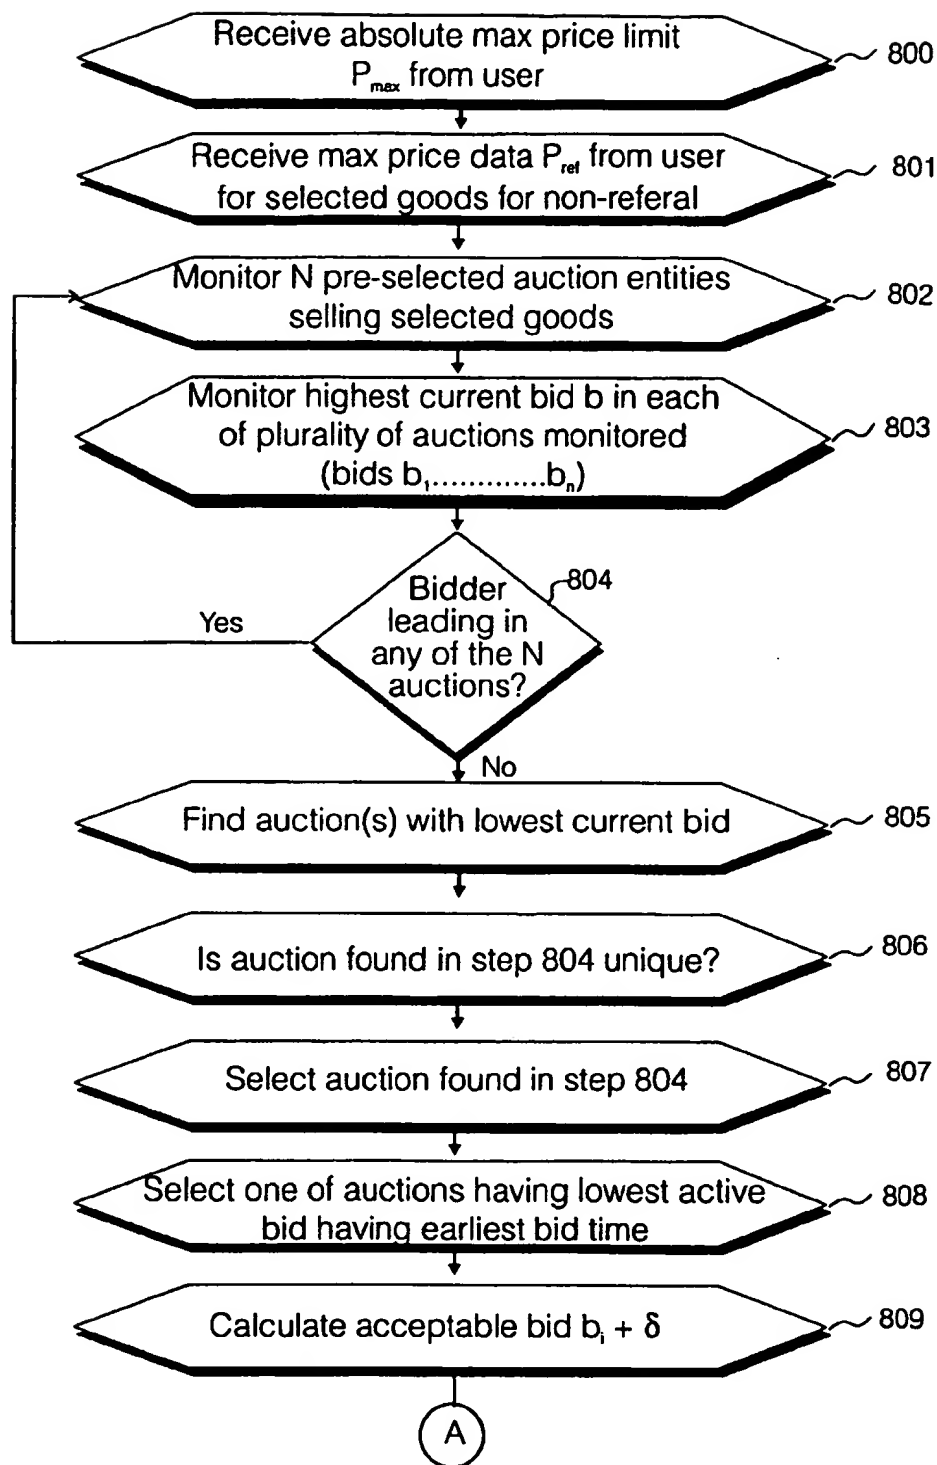 Receive absolute max price limit
Pmax from user
800
Receive max price data Pref from user
for selected goods for non-referal
801
Monitor N pre-selected auction entities
selling selected goods
802
Monitor highest current bid b in each
of plurality of auctions monitored
(bids b1.............bn)
803
Bidder
leading in
any of the N
auctions?
804
Yes
No
Find auction(s) with lowest current bid
805
Is auction found in step 804 unique?
806
Select auction found in step 804
807
Select one of auctions having lowest active
bid having earliest bid time
808
Calculate acceptable bid bi + δ
809
A